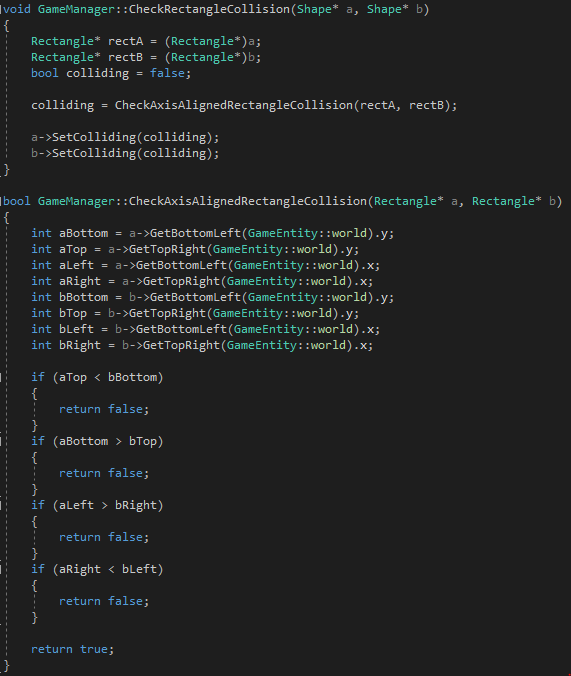 void GameManager::CheckRectangleCollision(Shape* a, Shape* b)
{
    Rectangle* rectA = (Rectangle*)a;
    Rectangle* rectB = (Rectangle*)b;
    bool colliding = false;

    colliding = CheckAxisAlignedRectangleCollision(rectA, rectB);

    a->SetColliding(colliding);
    b->SetColliding(colliding);
}

bool GameManager::CheckAxisAlignedRectangleCollision(Rectangle* a, Rectangle* b)
{
    int aBottom = a->GetBottomLeft(GameEntity::world).y;
    int aTop = a->GetTopRight(GameEntity::world).y;
    int aLeft = a->GetBottomLeft(GameEntity::world).x;
    int aRight = a->GetTopRight(GameEntity::world).x;
    int bBottom = b->GetBottomLeft(GameEntity::world).y;
    int bTop = b->GetTopRight(GameEntity::world).y;
    int bLeft = b->GetBottomLeft(GameEntity::world).x;
    int bRight = b->GetTopRight(GameEntity::world).x;

    if (aTop < bBottom)
    {
        return false;
    }
    if (aBottom > bTop)
    {
        return false;
    }
    if (aLeft > bRight)
    {
        return false;
    }
    if (aRight < bLeft)
    {
        return false;
    }

    return true;
}